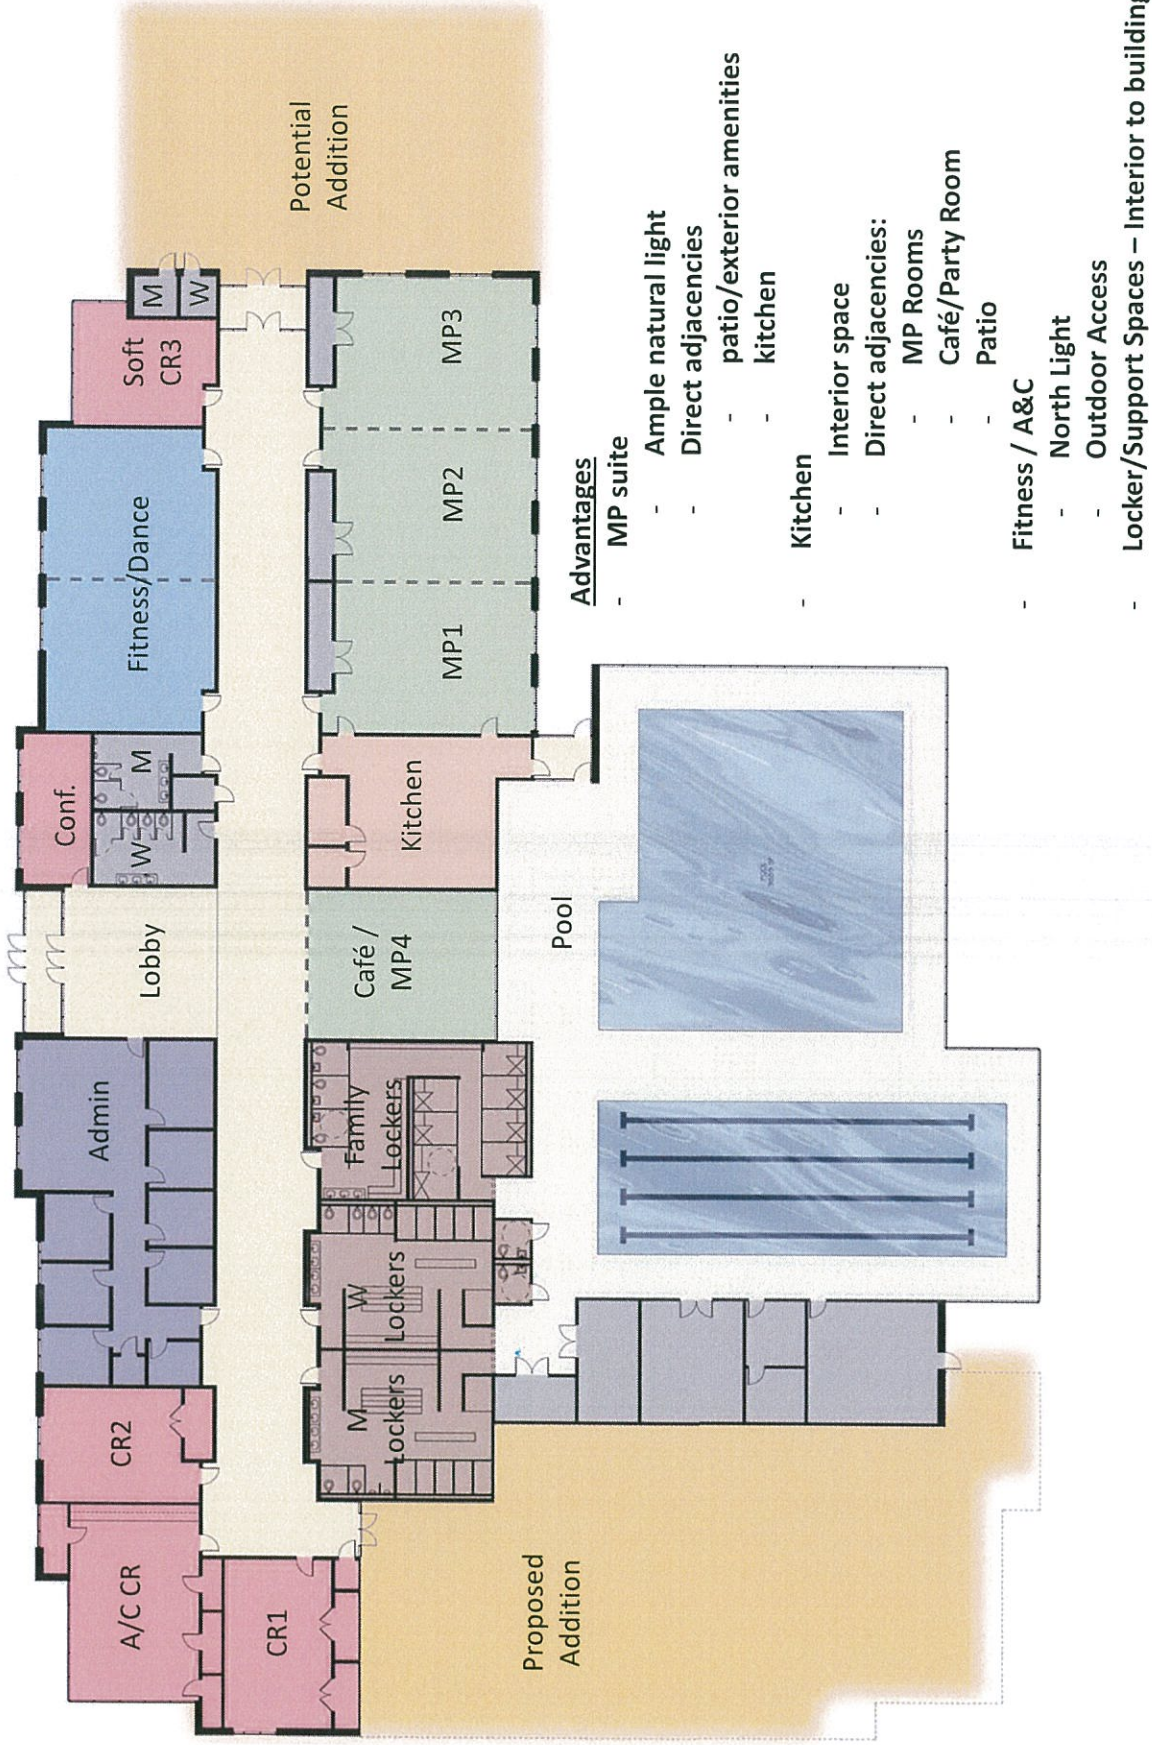 Potential
Addition
M
W
Soft
CR3
Fitness/Dance
Conf.
W
M
Lobby
Admin
CR2
A/C CR
CR1
MP3
MP2
MP1
Kitchen
Café /
MP4
Family
Lockers
W
Lockers
M
Lockers
Pool
Proposed
Addition
Advantages
- MP suite
- Ample natural light
- Direct adjacencies
- patio/exterior amenities
- kitchen
- Kitchen
- Interior space
- Direct adjacencies:
- MP Rooms
- Café/Party Room
- Patio
- Fitness / A&C
- North Light
- Outdoor Access
- Locker/Support Spaces – Interior to building